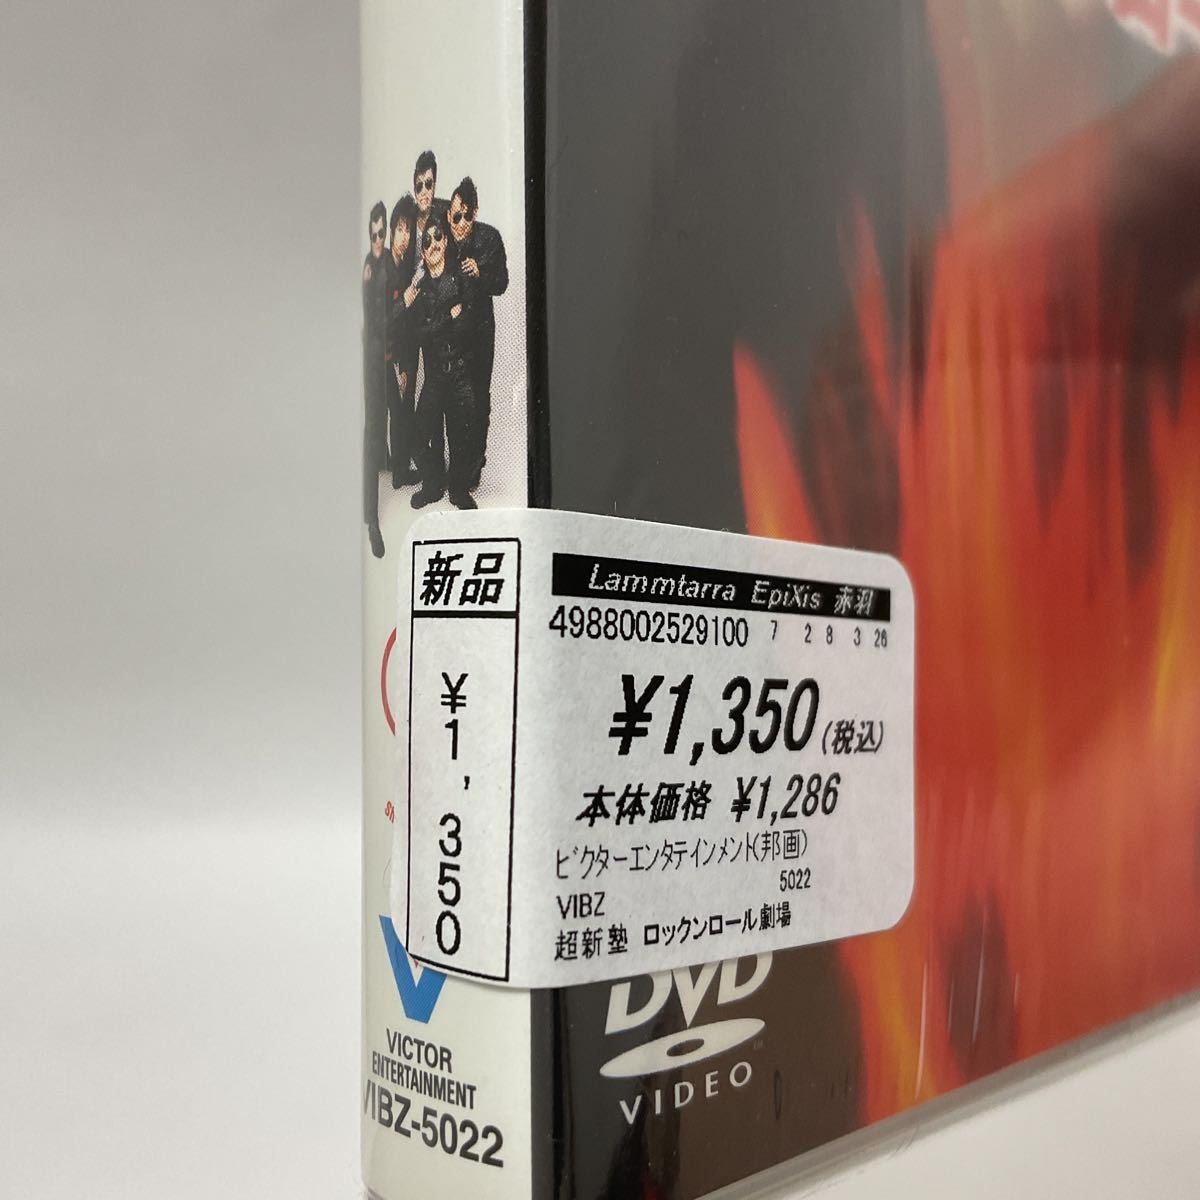 新品
¥1,350
Lammtarra EpiXis 赤羽
4988002529100 7 2 8 3 26
¥1,350(税込)
本体価格 ¥1,286
ビクターエンタテインメント(邦画)
VIBZ 5022
超新塾 ロックンロール劇場
DVD
VIDEO
VICTOR
ENTERTAINMENT
VIBZ-5022